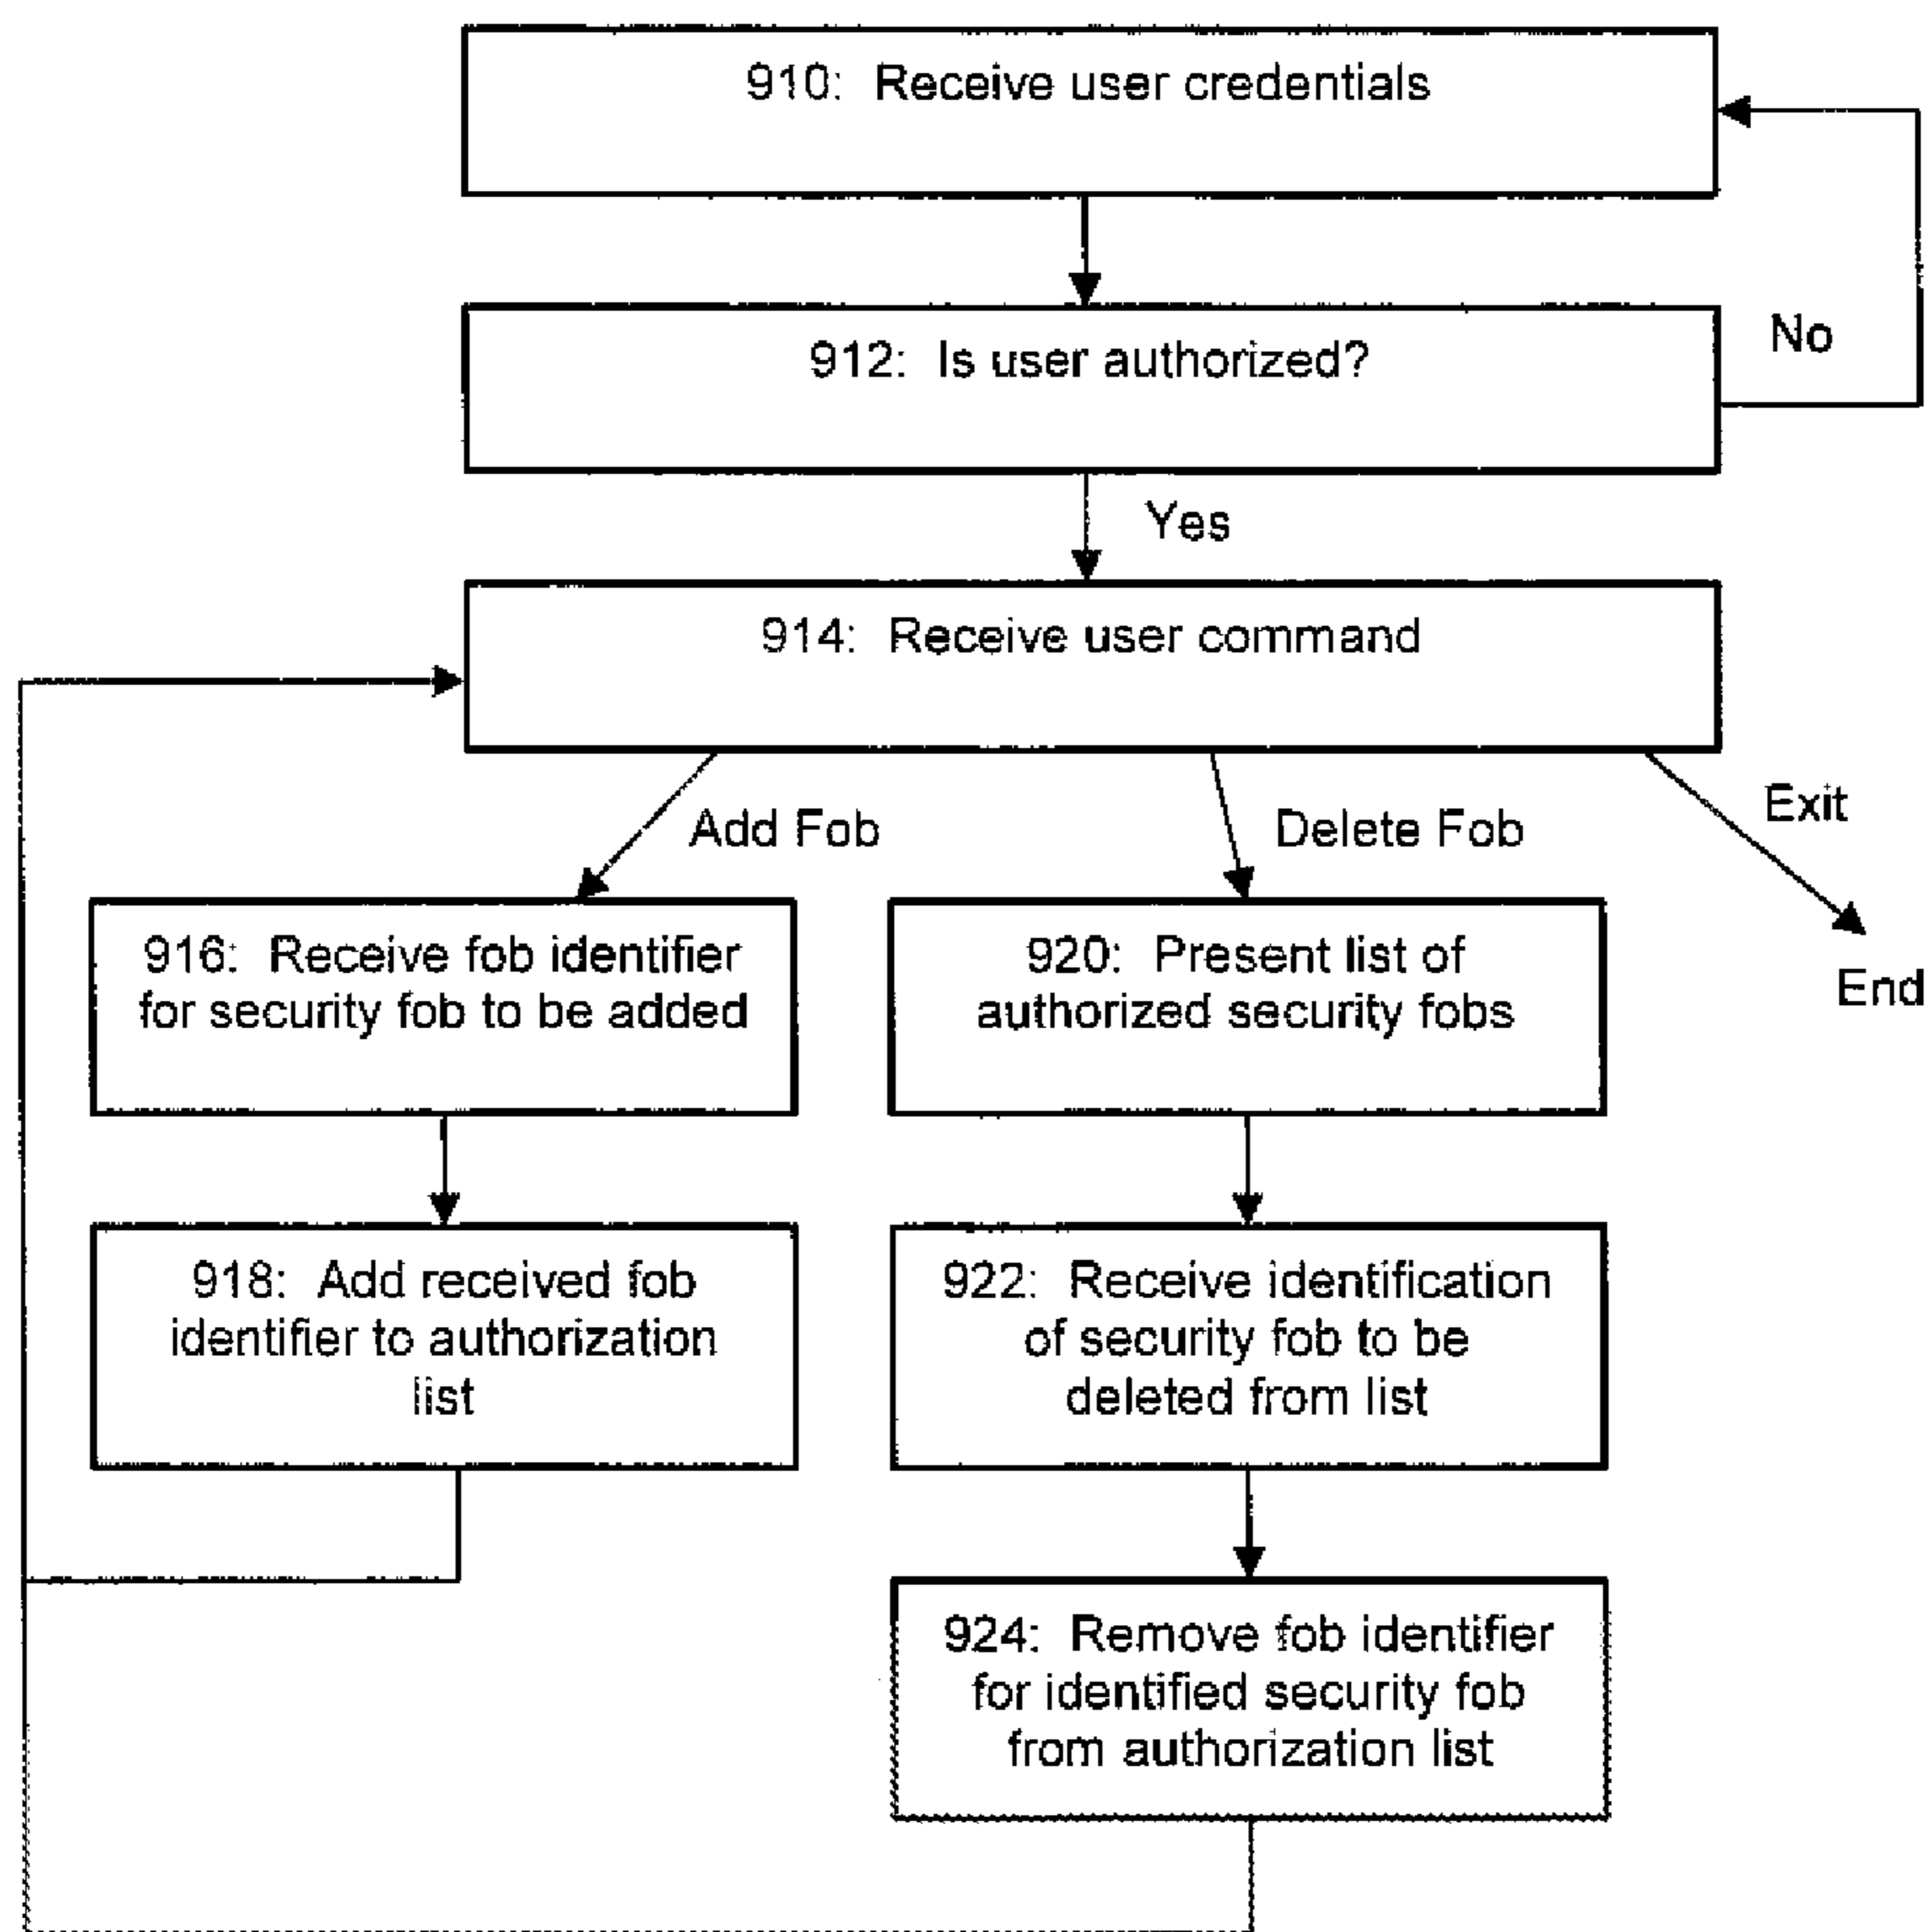 910: Receive user credentials
912: Is user authorized?
No
Yes
914: Receive user command
Add Fob
Delete Fob
Exit
End
916: Receive fob identifier
for security fob to be added
920: Present list of
authorized security fobs
918: Add received fob
identifier to authorization
list
922: Receive identification
of security fob to be
deleted from list
924: Remove fob identifier
for identified security fob
from authorization list